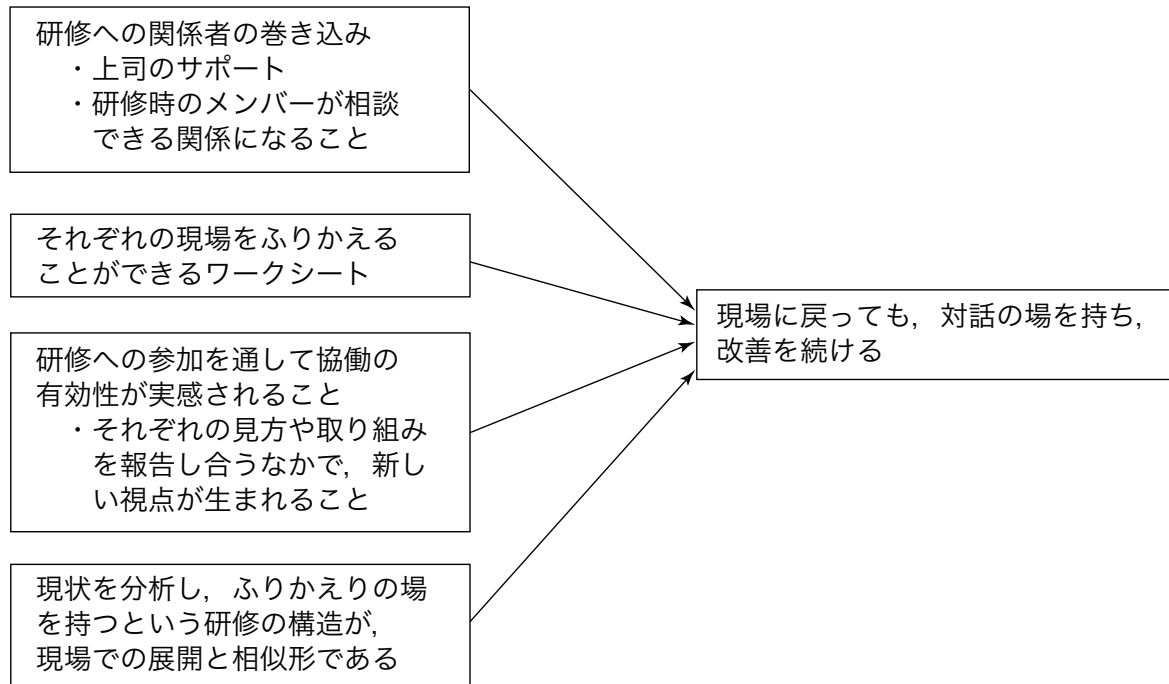 研修への関係者の巻き込み
・上司のサポート
・研修時のメンバーが相談
できる関係になること
それぞれの現場をふりかえる
ことができるワークシート
研修への参加を通して協働の
有効性が実感されること
・それぞれの見方や取り組み
を報告し合うなかで，新し
い視点が生まれること
現状を分析し，ふりかえりの場
を持つという研修の構造が，
現場での展開と相似形である
現場に戻っても，対話の場を持ち，
改善を続ける